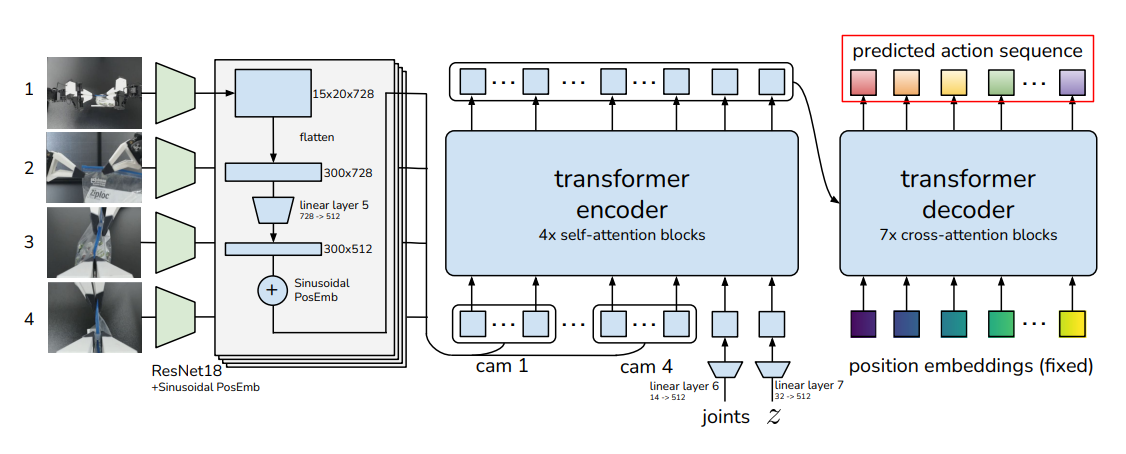 1
2
3
4
ziploc
ResNet18
+Sinusoidal PosEmb
15x20x728
flatten
300x728
linear layer 5
728 -> 512
300x512
+
Sinusoidal
PosEmb
... ... ...
transformer
encoder
4x self-attention blocks
... ... ...
cam 1
cam 4
linear layer 6
14 -> 512
linear layer 7
32 -> 512
joints
z
predicted action sequence
...
transformer
decoder
7x cross-attention blocks
...
position embeddings (fixed)